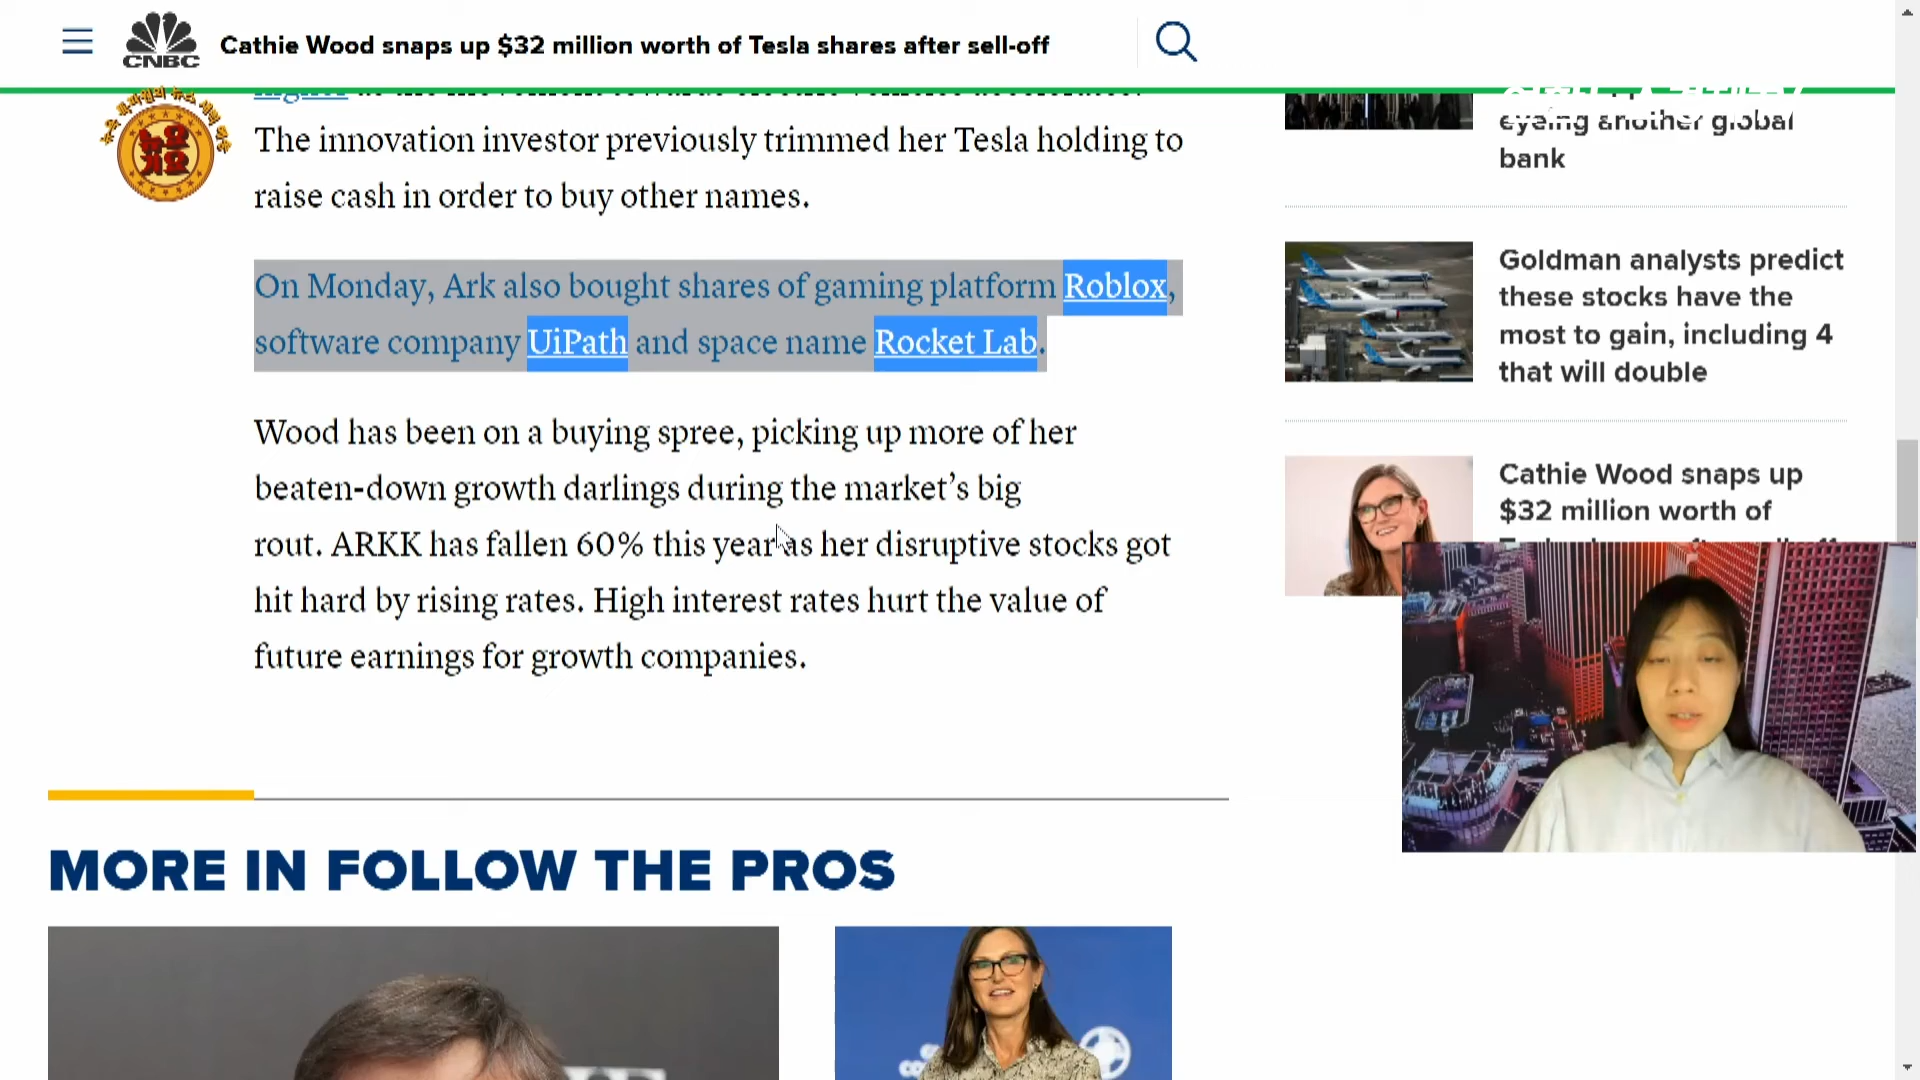 CNBC
Cathie Wood snaps up $32 million worth of Tesla shares after sell-off
뉴욕
The innovation investor previously trimmed her Tesla holding to
raise cash in order to buy other names.
On Monday, Ark also bought shares of gaming platform Roblox,
software company UiPath and space name Rocket Lab.
Wood has been on a buying spree, picking up more of her
beaten-down growth darlings during the market’s big
rout. ARKK has fallen 60% this year as her disruptive stocks got
hit hard by rising rates. High interest rates hurt the value of
future earnings for growth companies.
MORE IN FOLLOW THE PROS
eyeing another global
bank
Goldman analysts predict
these stocks have the
most to gain, including 4
that will double
Cathie Wood snaps up
$32 million worth of